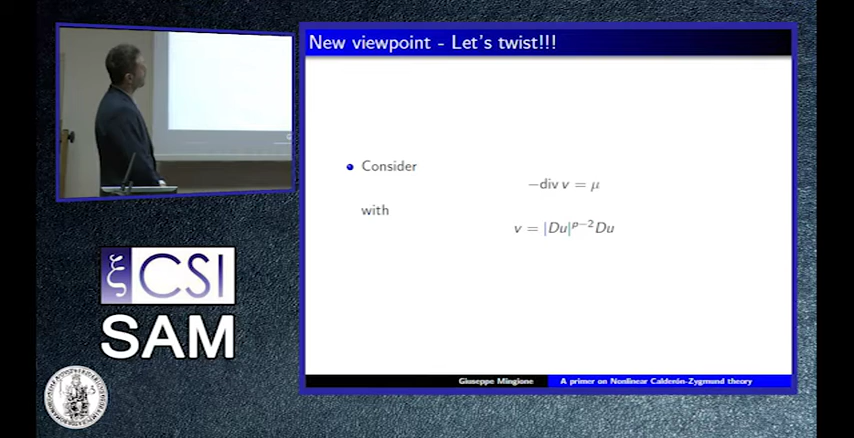 New viewpoint - Let's twist!!!
Consider
−div v = μ
with
v = |Du|^{p−2}Du
Giuseppe Mingione
A primer on Nonlinear Calderón-Zygmund theory
ξ CSI
SAM